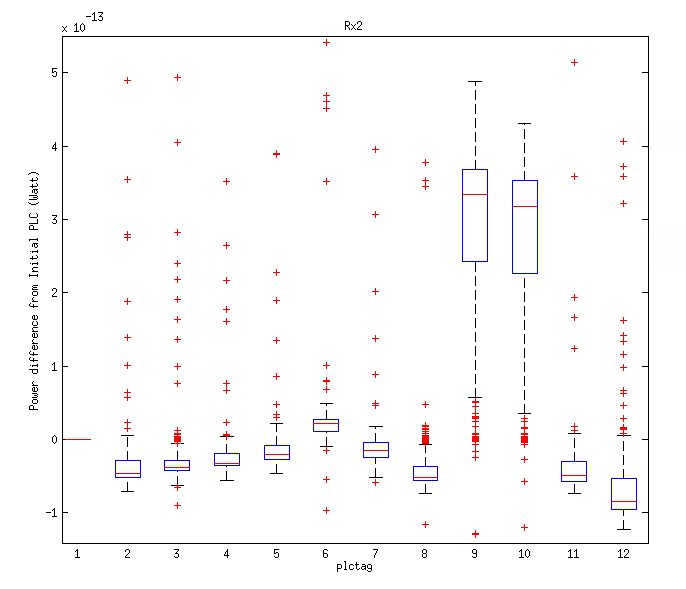 x 10^-13
Rx2
5
4
3
2
1
0
-1
Power difference from Initial PLC (Watt)
1 2 3 4 5 6 7 8 9 10 11 12
plctag